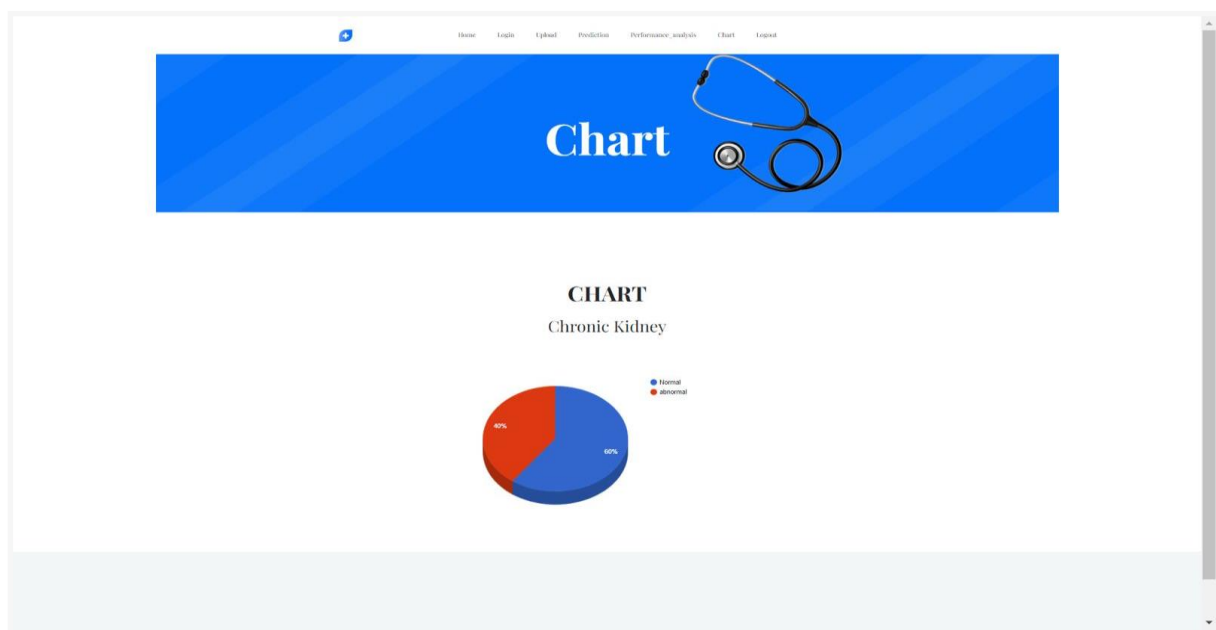 Home Login Upload Prediction Performance_analysis Chart Logout
Chart
CHART
Chronic Kidney
Normal
abnormal
40%
60%